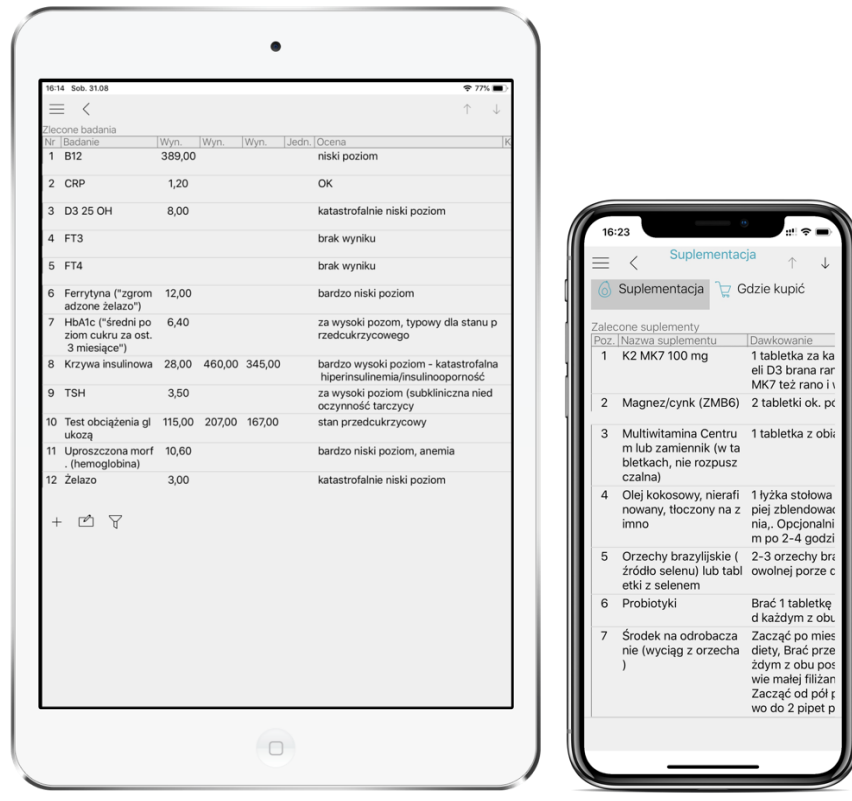 16:14 Sob. 31.08
77%
Zlecone badania
Nr Badanie Wyn. Wyn. Wyn. Jedn. Ocena K
1 B12 389,00 niski poziom
2 CRP 1,20 OK
3 D3 25 OH 8,00 katastrofalnie niski poziom
4 FT3 brak wyniku
5 FT4 brak wyniku
6 Ferrytyna ("zgrom 12,00 bardzo niski poziom
adzone żelazo")
7 HbA1c ("średni po 6,40 za wysoki pozom, typowy dla stanu p
ziom cukru za ost. rzedcukrzycowego
3 miesiące")
8 Krzywa insulinowa 28,00 460,00 345,00 bardzo wysoki poziom - katastrofalna
hiperinsulinemia/insulinooporność
9 TSH 3,50 za wysoki poziom (subkliniczna nied
oczynność tarczycy
10 Test obciążenia gl 115,00 207,00 167,00 stan przedcukrzycowy
ukozą
11 Uproszczona morf 10,60 bardzo niski poziom, anemia
. (hemoglobina)
12 Żelazo 3,00 katastrofalnie niski poziom
16:23
Suplementacja
Suplementacja Gdzie kupić
Zalecone suplementy
Poz. Nazwa suplementu Dawkowanie
1 K2 MK7 100 mg 1 tabletka za ka
eli D3 brana ran
MK7 też rano i w
2 Magnez/cynk (ZMB6) 2 tabletki ok. po
3 Multiwitamina Centru 1 tabletka z obia
m lub zamiennik (w ta
bletkach, nie rozpusz
czalna)
4 Olej kokosowy, nierafi 1 łyżka stołowa
nowany, tłoczony na z piej zblendowac
imno nia,. Opcjonalni
m po 2-4 godzi
5 Orzechy brazylijskie ( 2-3 orzechy bra
źródło selenu) lub tabl owolnej porze d
etki z selenem
6 Probiotyki Brać 1 tabletkę
d każdym z obu
7 Środek na odrobacza Zacząć po mies
nie (wyciąg z orzecha diety, Brać prze
) żdym z obu pos
wie małej filiżan
Zacząć od pół p
wo do 2 pipet p